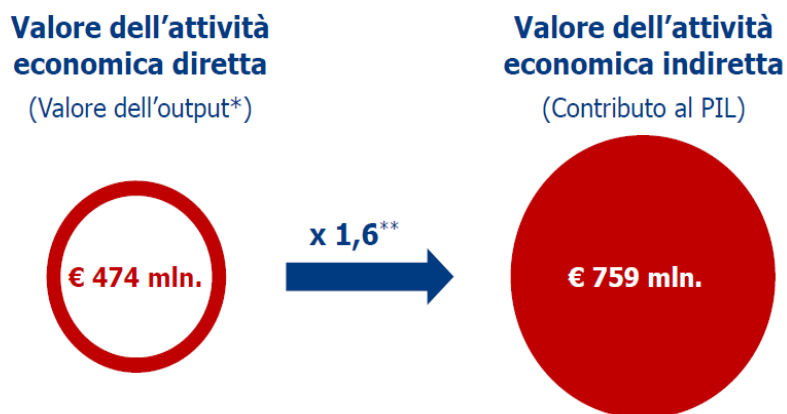 Valore dell'attività
economica diretta
(Valore dell'output*)
€ 474 mln.
x 1,6**
Valore dell'attività
economica indiretta
(Contributo al PIL)
€ 759 mln.